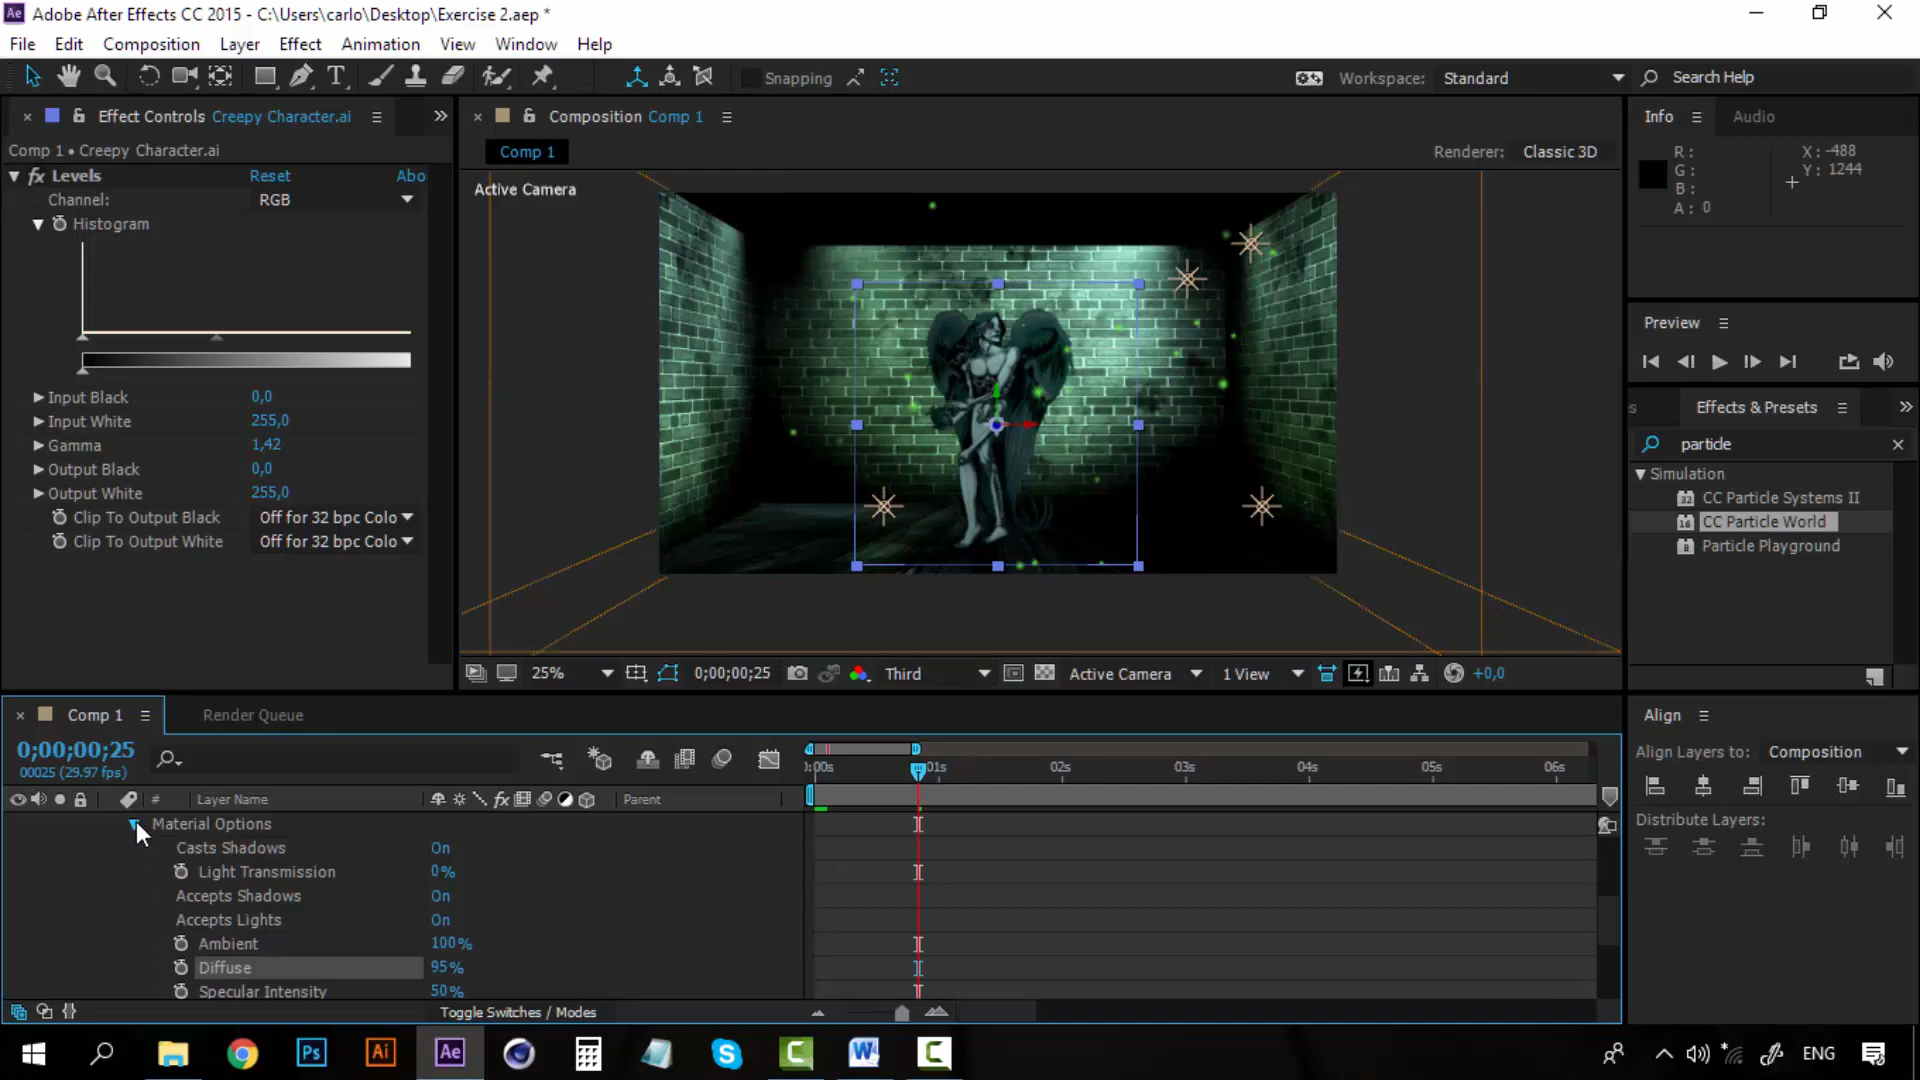 Adobe After Effects CC 2015 - C:\Users\carlo\Desktop\Exercise 2.aep *
File Edit Composition Layer Effect Animation View Window Help
Snapping
Workspace: Standard
Search Help
Effect Controls Creepy Character.ai
Comp 1 • Creepy Character.ai
fx Levels Reset Abo
Channel: RGB
Histogram
Input Black 0,0
Input White 255,0
Gamma 1,42
Output Black 0,0
Output White 255,0
Clip To Output Black Off for 32 bpc Colo
Clip To Output White Off for 32 bpc Colo
Composition Comp 1
Comp 1
Renderer: Classic 3D
Active Camera
25% 0;00;00;25 Third Active Camera 1 View +0,0
Info Audio
R: X: -488
G: Y: 1244
B:
A: 0
Preview
s Effects & Presets
particle
Simulation
CC Particle Systems II
CC Particle World
Particle Playground
Comp 1 Render Queue
0;00;00;25
00025 (29.97 fps)
0:00s 01s 02s 03s 04s 05s 06s
# Layer Name fx Parent
Material Options
Casts Shadows On
Light Transmission 0%
Accepts Shadows On
Accepts Lights On
Ambient 100%
Diffuse 95%
Specular Intensity 50%
Toggle Switches / Modes
Align
Align Layers to: Composition
Distribute Layers:
Ps Ai Ae
ENG